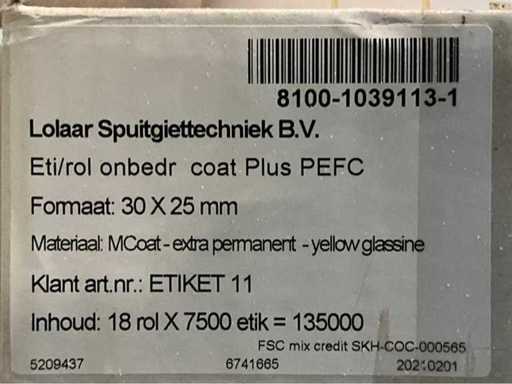 8100-1039113-1
Lolaar Spuitgiettechniek B.V.
Eti/rol onbedr coat Plus PEFC
Formaat: 30 X 25 mm
Materiaal: MCoat - extra permanent - yellow glassine
Klant art.nr.: ETIKET 11
Inhoud: 18 rol X 7500 etik = 135000
FSC mix credit SKH-COC-000565
5209437 6741665 20210201